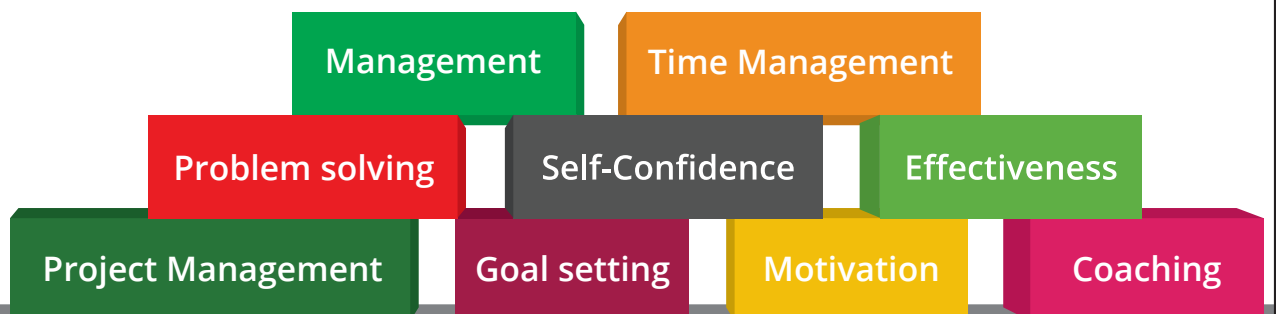 Management
Time Management
Problem solving
Self-Confidence
Effectiveness
Project Management
Goal setting
Motivation
Coaching